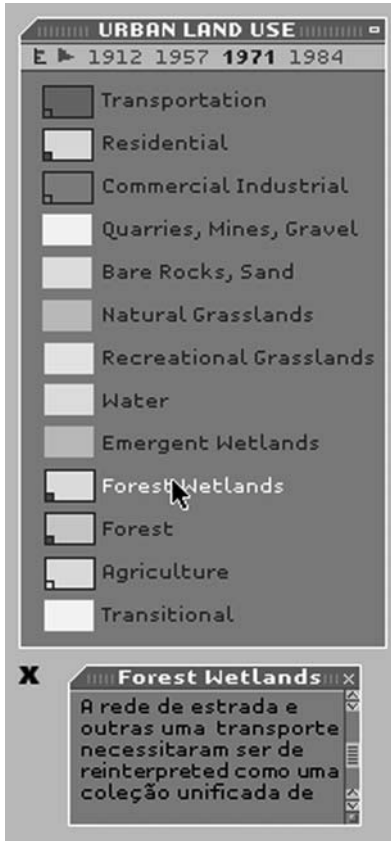 URBAN LAND USE
1912 1957 1971 1984
Transportation
Residential
Commercial Industrial
Quarries, Mines, Gravel
Bare Rocks, Sand
Natural Grasslands
Recreational Grasslands
Water
Emergent Wetlands
Forest Wetlands
Forest
Agriculture
Transitional
X
Forest Wetlands
A rede de estrada e
outras uma transporte
necessitaram ser de
reinterpreted como uma
coleção unificada de